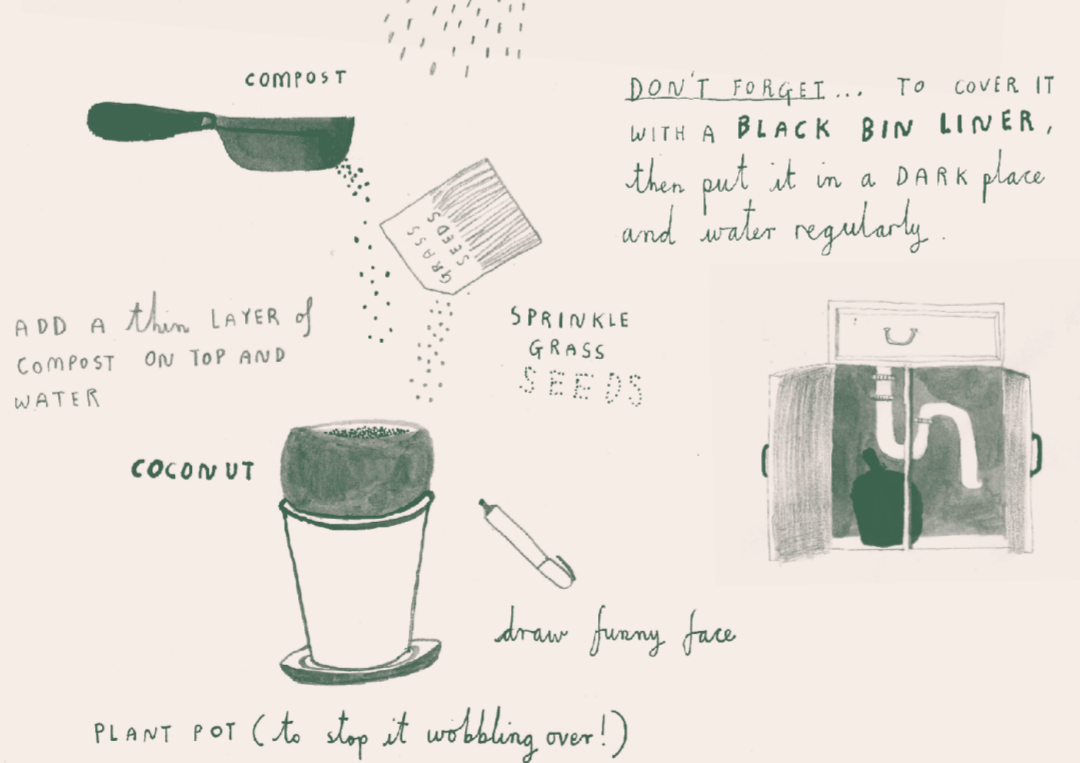 COMPOST
DON'T FORGET... TO COVER IT
WITH A BLACK BIN LINER,
then put it in a DARK place
and water regularly.
GRASS
SEEDS
ADD A thin LAYER of
COMPOST ON TOP AND
WATER
SPRINKLE
GRASS
SEEDS
COCONUT
draw funny face
PLANT POT (to stop it wobbling over!)